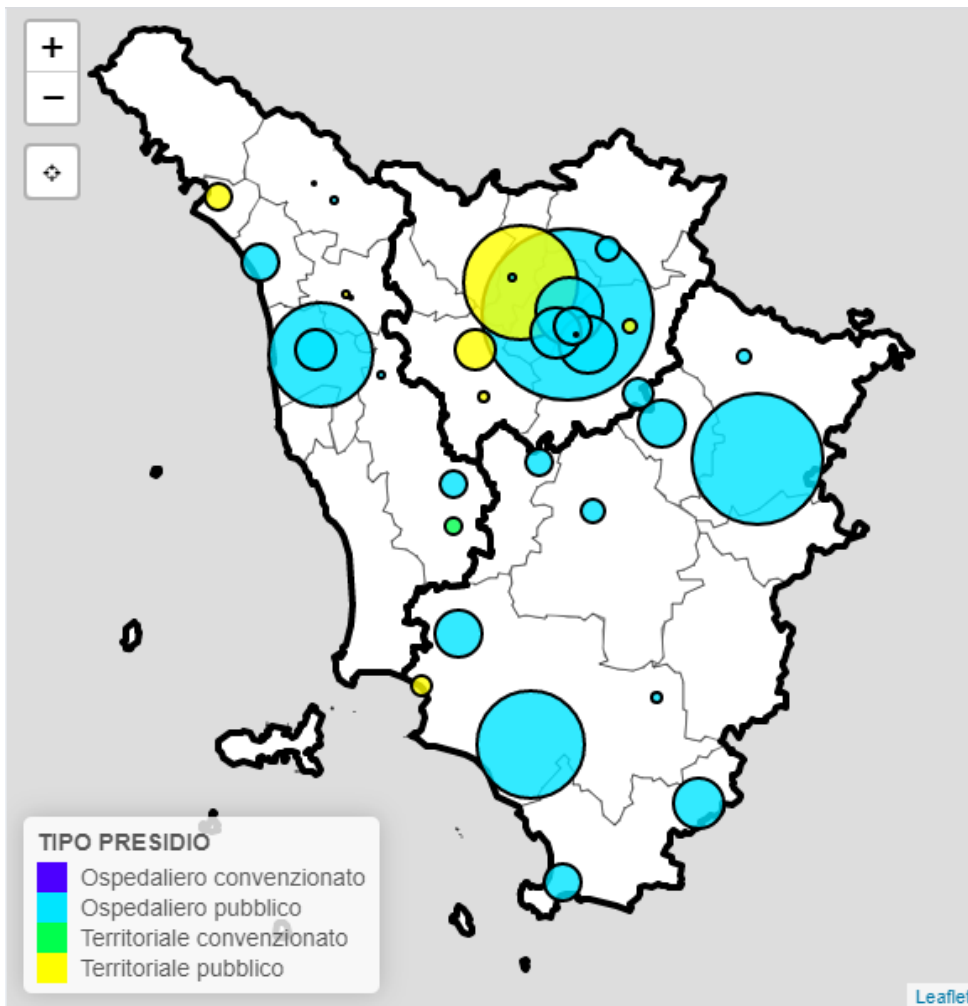 +
−
TIPO PRESIDIO
Ospedaliero convenzionato
Ospedaliero pubblico
Territoriale convenzionato
Territoriale pubblico
Leaflet